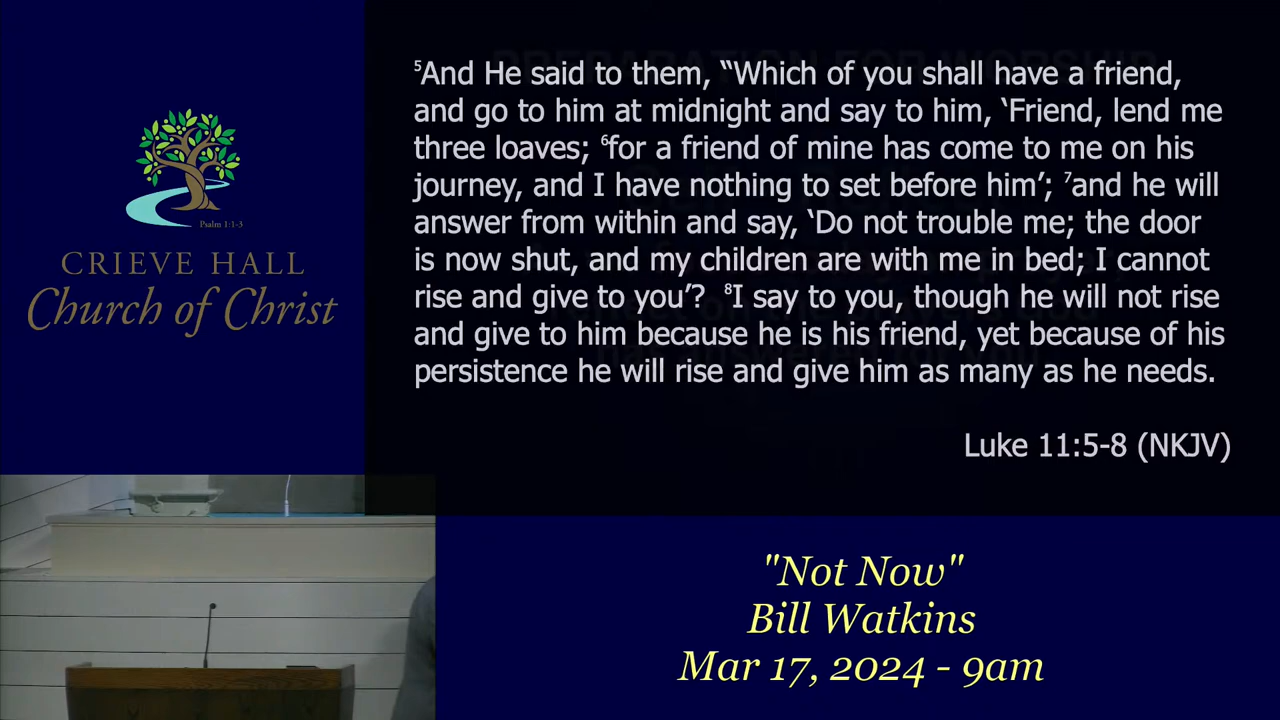 Psalm 1:1-3
CRIEVE HALL
Church of Christ
⁵And He said to them, “Which of you shall have a friend,
and go to him at midnight and say to him, ‘Friend, lend me
three loaves; ⁶for a friend of mine has come to me on his
journey, and I have nothing to set before him’; ⁷and he will
answer from within and say, ‘Do not trouble me; the door
is now shut, and my children are with me in bed; I cannot
rise and give to you’? ⁸I say to you, though he will not rise
and give to him because he is his friend, yet because of his
persistence he will rise and give him as many as he needs.
Luke 11:5-8 (NKJV)
"Not Now"
Bill Watkins
Mar 17, 2024 - 9am